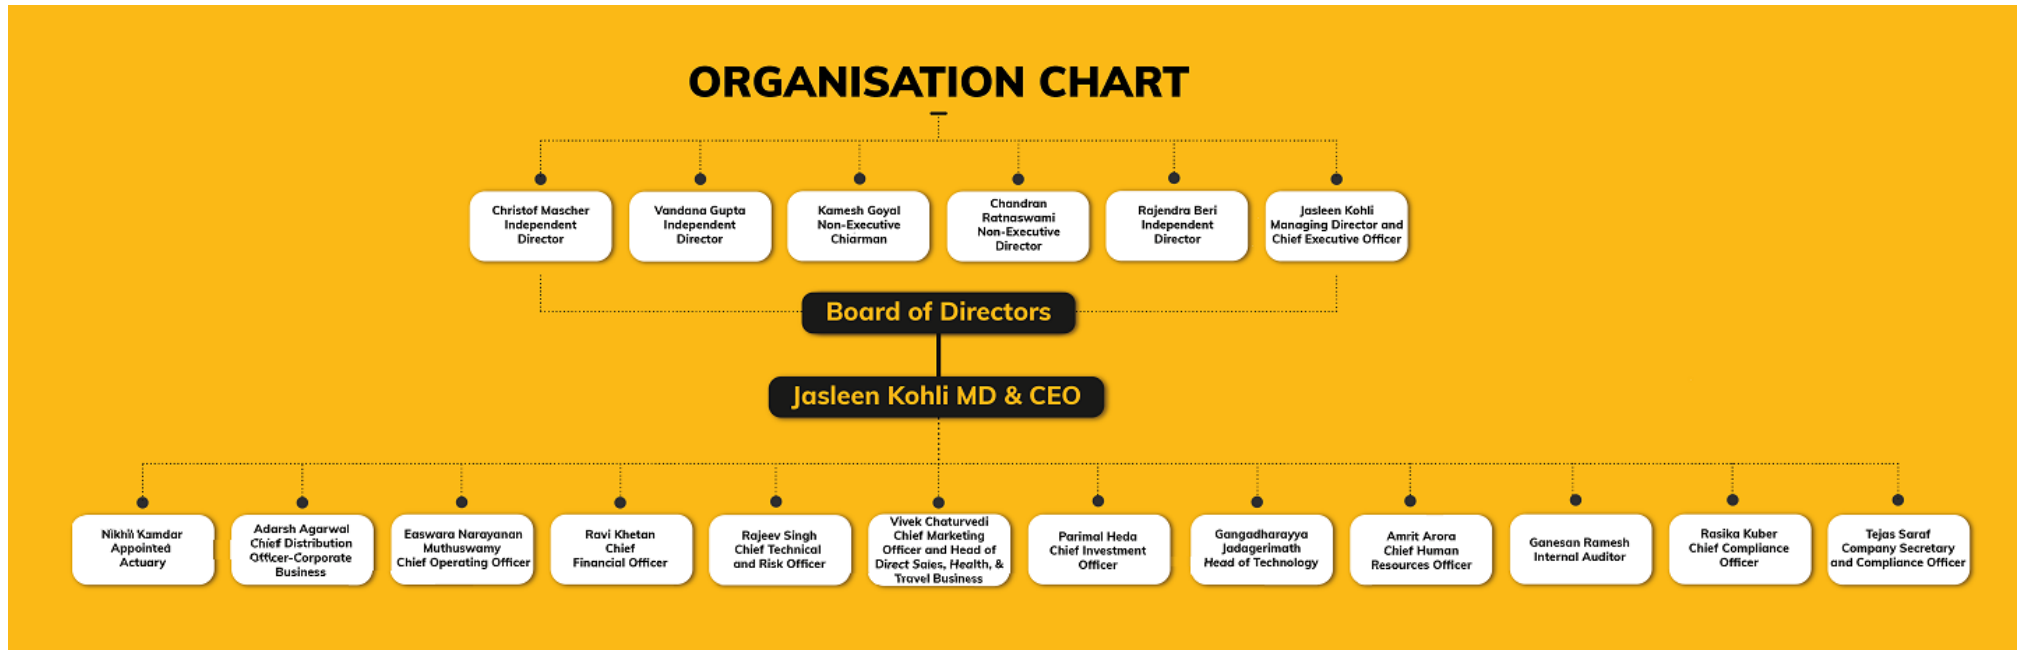 ORGANISATION CHART
Christof Mascher
Independent
Director
Vandana Gupta
Independent
Director
Kamesh Goyal
Non-Executive
Chiarman
Chandran
Ratnaswami
Non-Executive
Director
Rajendra Beri
Independent
Director
Jasleen Kohli
Managing Director and
Chief Executive Officer
Board of Directors
Jasleen Kohli MD & CEO
Nikhil Kamdar
Appointed
Actuary
Adarsh Agarwal
Chief Distribution
Officer-Corporate
Business
Easwara Narayanan
Muthuswamy
Chief Operating Officer
Ravi Khetan
Chief
Financial Officer
Rajeev Singh
Chief Technical
and Risk Officer
Vivek Chaturvedi
Chief Marketing
Officer and Head of
Direct Sales, Health, &
Travel Business
Parimal Heda
Chief Investment
Officer
Gangadharayya
Jadagerimath
Head of Technology
Amrit Arora
Chief Human
Resources Officer
Ganesan Ramesh
Internal Auditor
Rasika Kuber
Chief Compliance
Officer
Tejas Saraf
Company Secretary
and Compliance Officer